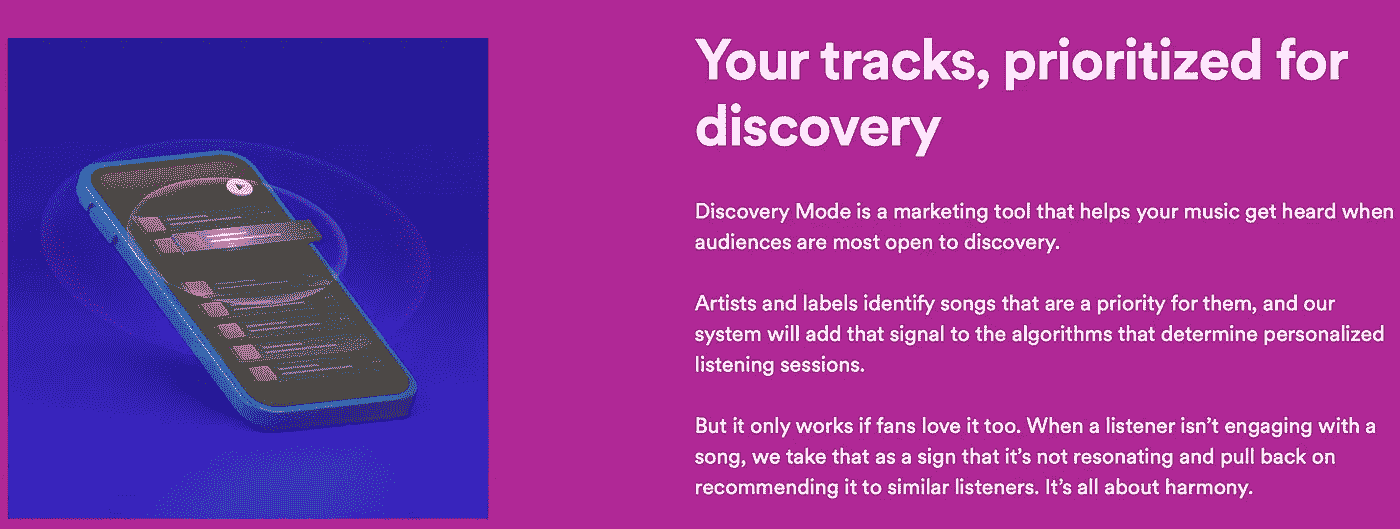 Your tracks, prioritized for
discovery
Discovery Mode is a marketing tool that helps your music get heard when
audiences are most open to discovery.
Artists and labels identify songs that are a priority for them, and our
system will add that signal to the algorithms that determine personalized
listening sessions.
But it only works if fans love it too. When a listener isn’t engaging with a
song, we take that as a sign that it’s not resonating and pull back on
recommending it to similar listeners. It’s all about harmony.